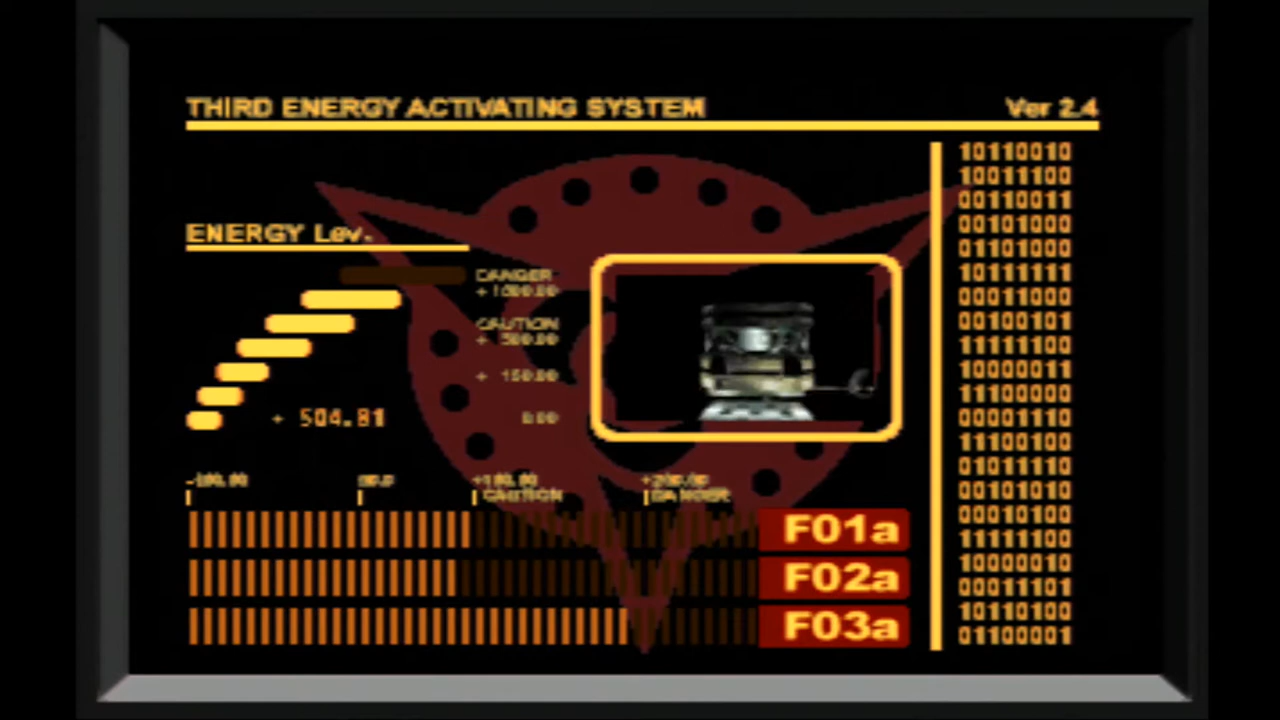 THIRD ENERGY ACTIVATING SYSTEM
Ver 2.4
ENERGY Lev.
DANGER
+ 1500.00
CAUTION
+ 500.00
+ 150.00
0.00
+ 504.81
-100.00
+100.00
+200.00
CAUTION
DANGER
F01a
F02a
F03a
10110010
10011100
00110011
00101000
01101000
10111111
00011000
00100101
11111100
10000011
11100000
00001110
11100100
01011110
00101010
00010100
11111100
10000010
00011101
10110100
01100001